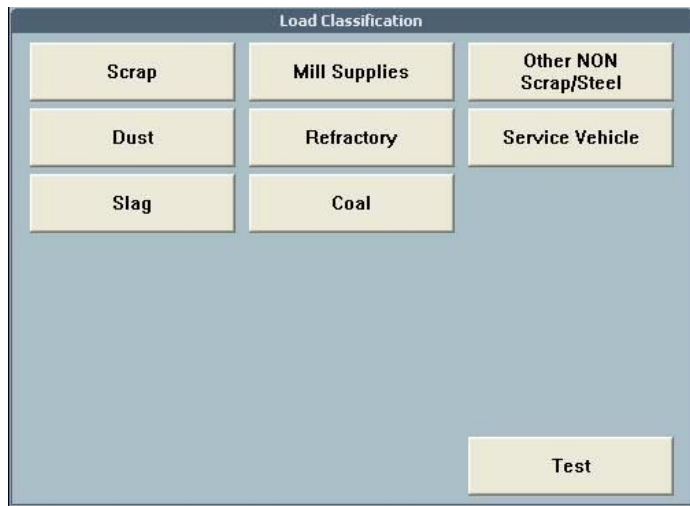 Load Classification
Scrap
Mill Supplies
Other NON
Scrap/Steel
Dust
Refractory
Service Vehicle
Slag
Coal
Test